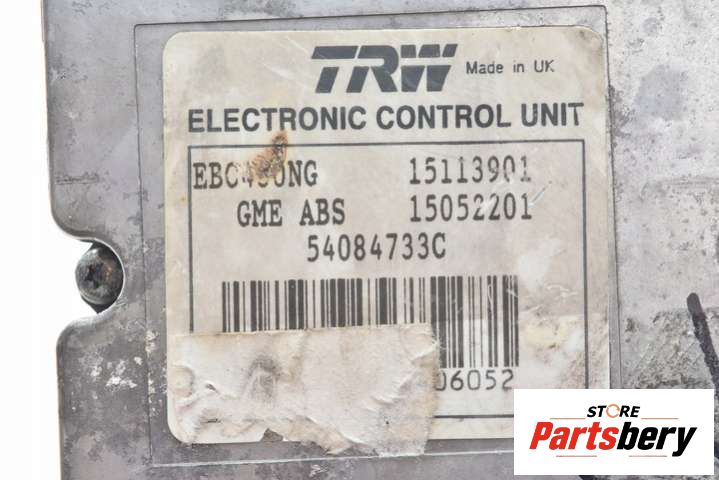 TRW Made in UK
ELECTRONIC CONTROL UNIT
15113901
GME ABS 15052201
54084733C
06052
STORE
Partsbery